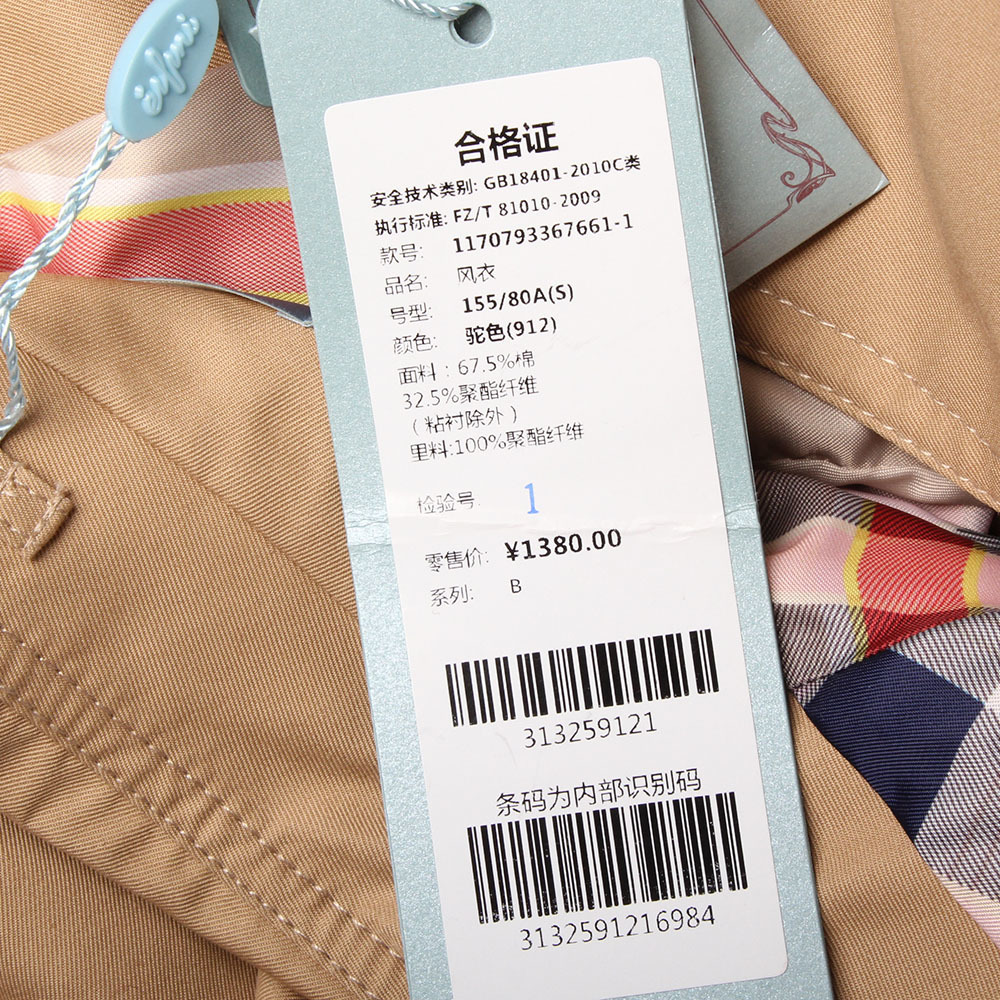 合格证
安全技术类别: GB18401-2010C类
执行标准: FZ/T 81010-2009
款号: 1170793367661-1
品名: 风衣
号型: 155/80A(S)
颜色: 驼色(912)
面料：67.5%棉
32.5%聚酯纤维
（粘衬除外）
里料:100%聚酯纤维
检验号: 1
零售价: ¥1380.00
系列: B
313259121
条码为内部识别码
3132591216984